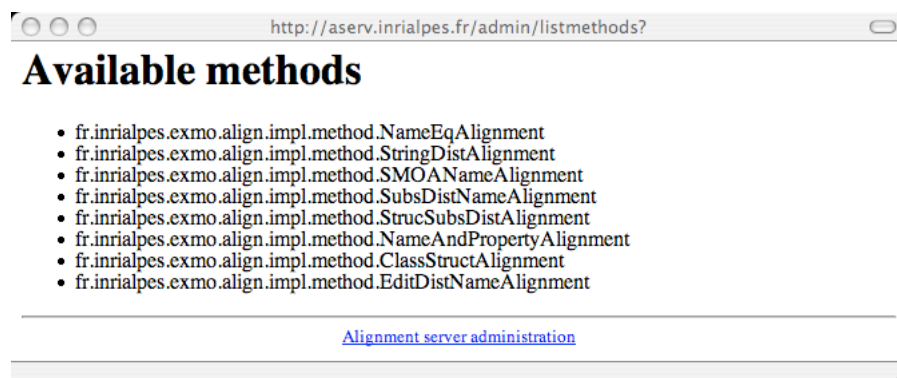 http://aserv.inrialpes.fr/admin/listmethods?
Available methods
• fr.inrialpes.exmo.align.impl.method.NameEqAlignment
• fr.inrialpes.exmo.align.impl.method.StringDistAlignment
• fr.inrialpes.exmo.align.impl.method.SMOANameAlignment
• fr.inrialpes.exmo.align.impl.method.SubsDistNameAlignment
• fr.inrialpes.exmo.align.impl.method.StrucSubsDistAlignment
• fr.inrialpes.exmo.align.impl.method.NameAndPropertyAlignment
• fr.inrialpes.exmo.align.impl.method.ClassStructAlignment
• fr.inrialpes.exmo.align.impl.method.EditDistNameAlignment
Alignment server administration